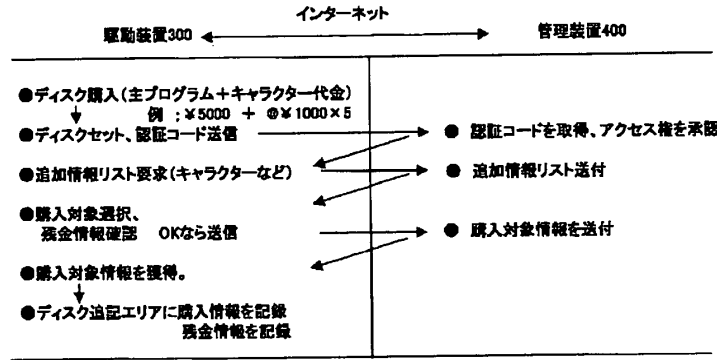 インターネット
駆動装置300
管理装置400
●ディスク購入(主プログラム+キャラクター代金)
例 :¥5000 + @¥1000×5
●ディスクセット、認証コード送信
● 認証コードを取得、アクセス権を承認
●追加情報リスト要求(キャラクターなど)
● 追加情報リスト送付
●購入対象選択、
残金情報確認 OKなら送信
● 購入対象情報を送付
●購入対象情報を獲得。
●ディスク追記エリアに購入情報を記録
残金情報を記録